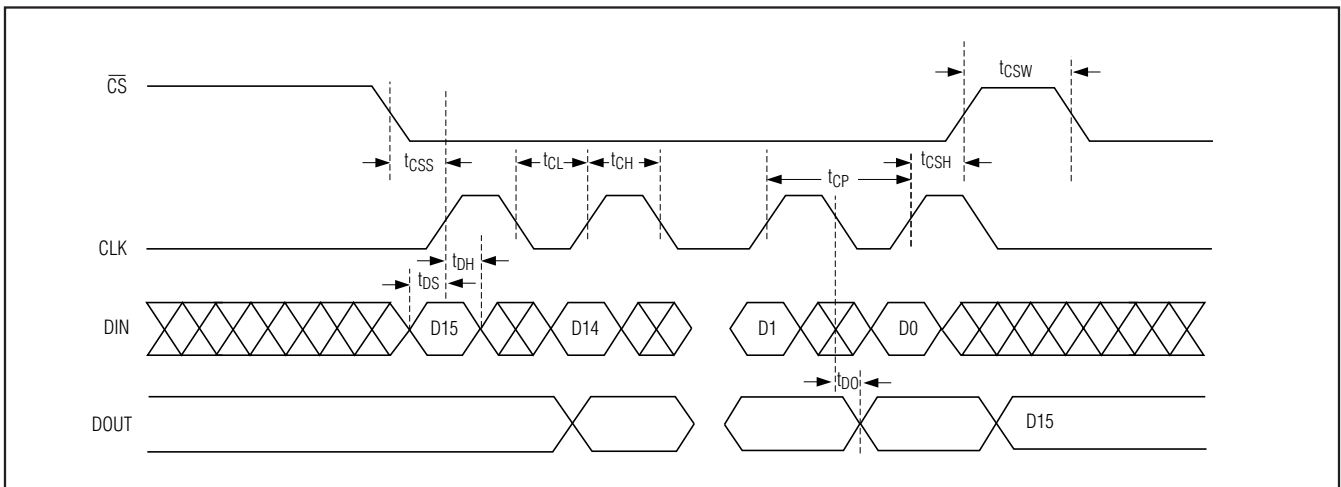 CS
tCSW
tCSS
tCL
tCH
tCSH
tCP
CLK
tDH
tDS
DIN
D15
D14
D1
D0
tDO
DOUT
D15